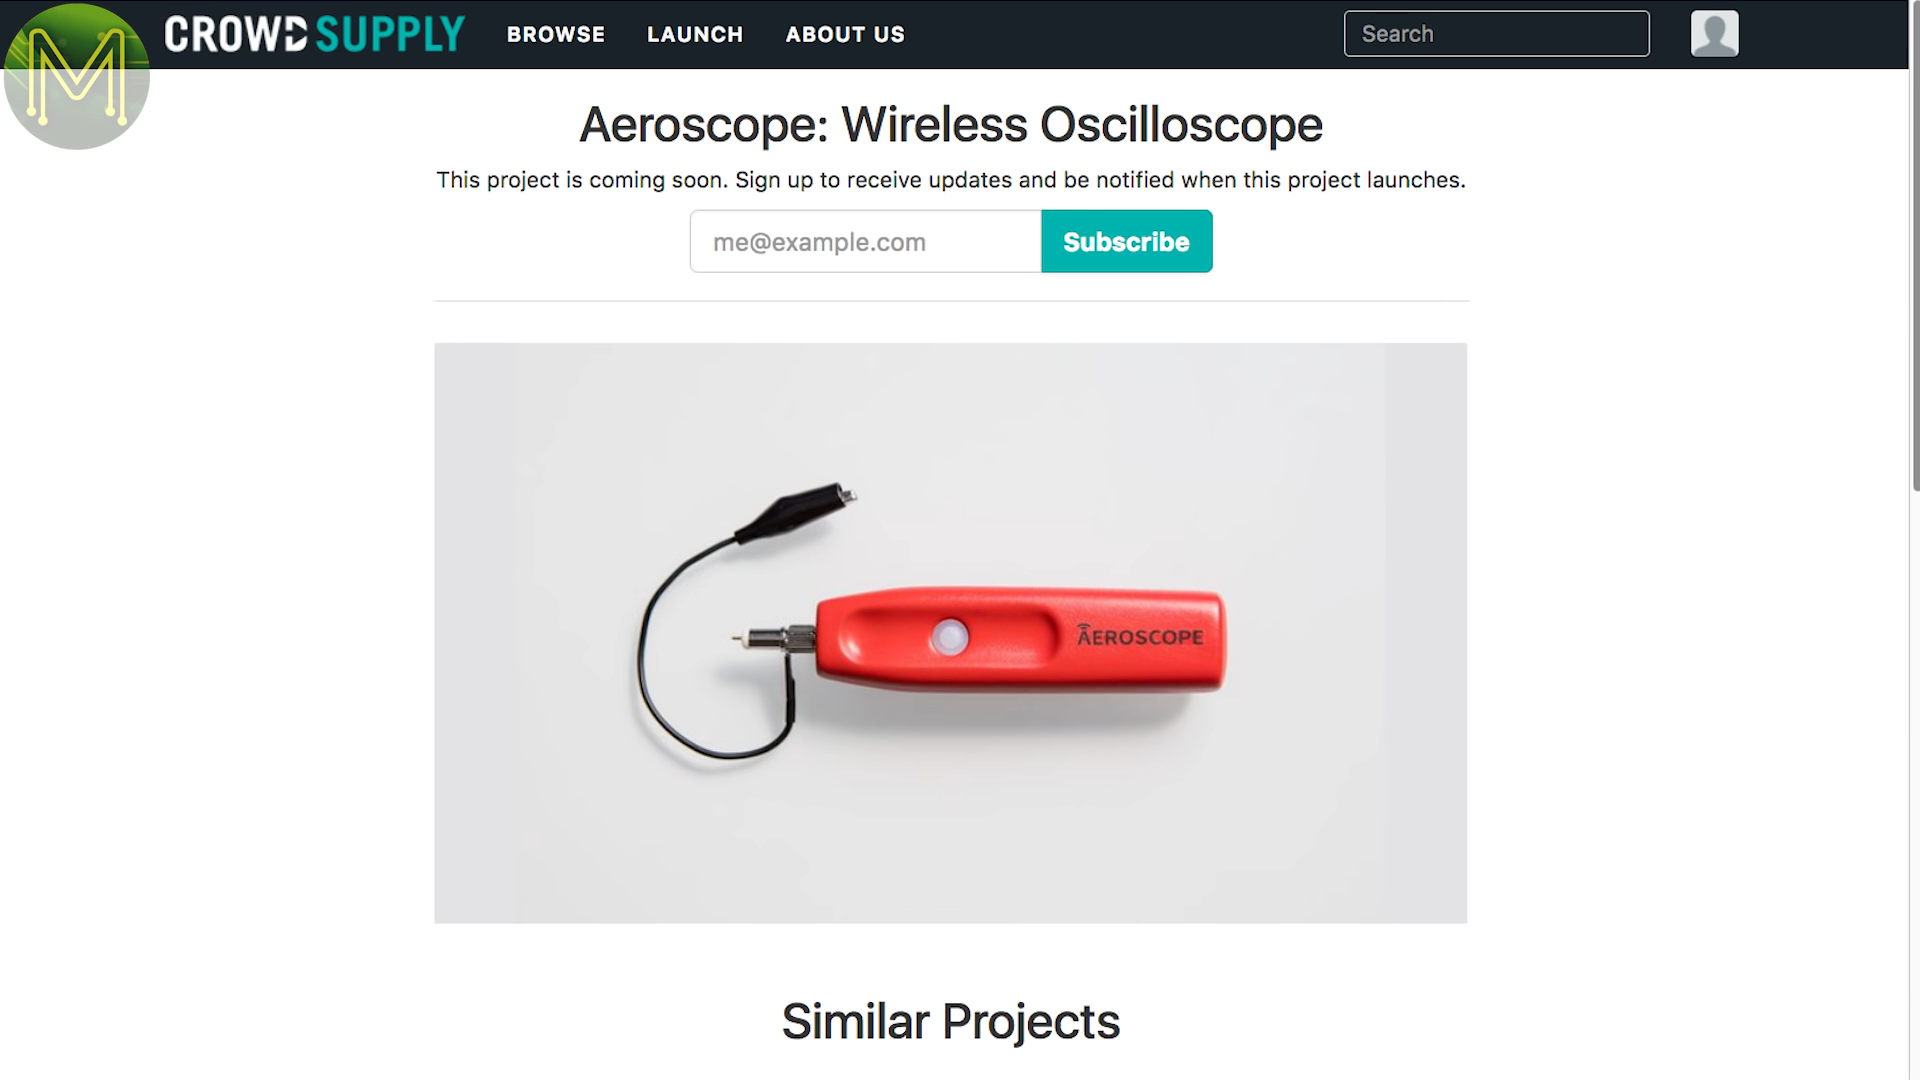 M
CROWD SUPPLY
BROWSE
LAUNCH
ABOUT US
Search
Aeroscope: Wireless Oscilloscope
This project is coming soon. Sign up to receive updates and be notified when this project launches.
me@example.com
Subscribe
AEROSCOPE
Similar Projects